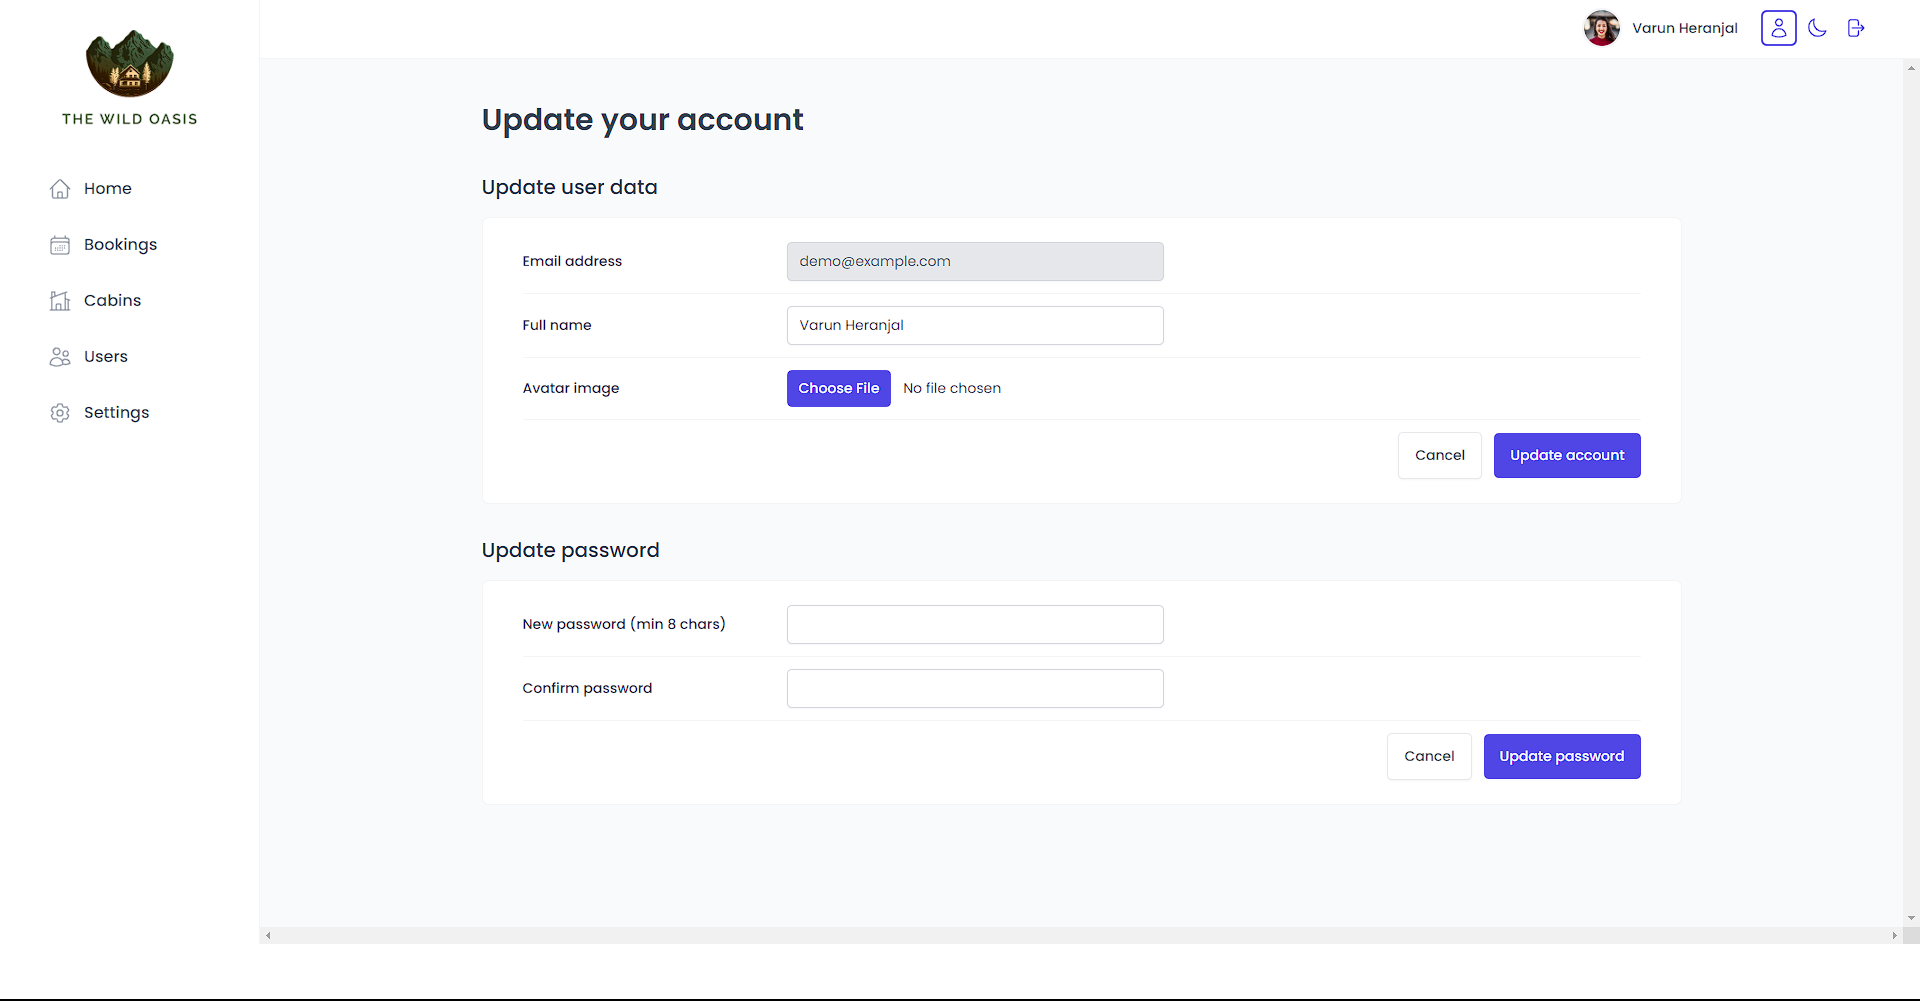 THE WILD OASIS
Home
Bookings
Cabins
Users
Settings
Varun Heranjal
Update your account
Update user data
Email address
demo@example.com
Full name
Varun Heranjal
Avatar image
Choose File No file chosen
Cancel
Update account
Update password
New password (min 8 chars)
Confirm password
Cancel
Update password